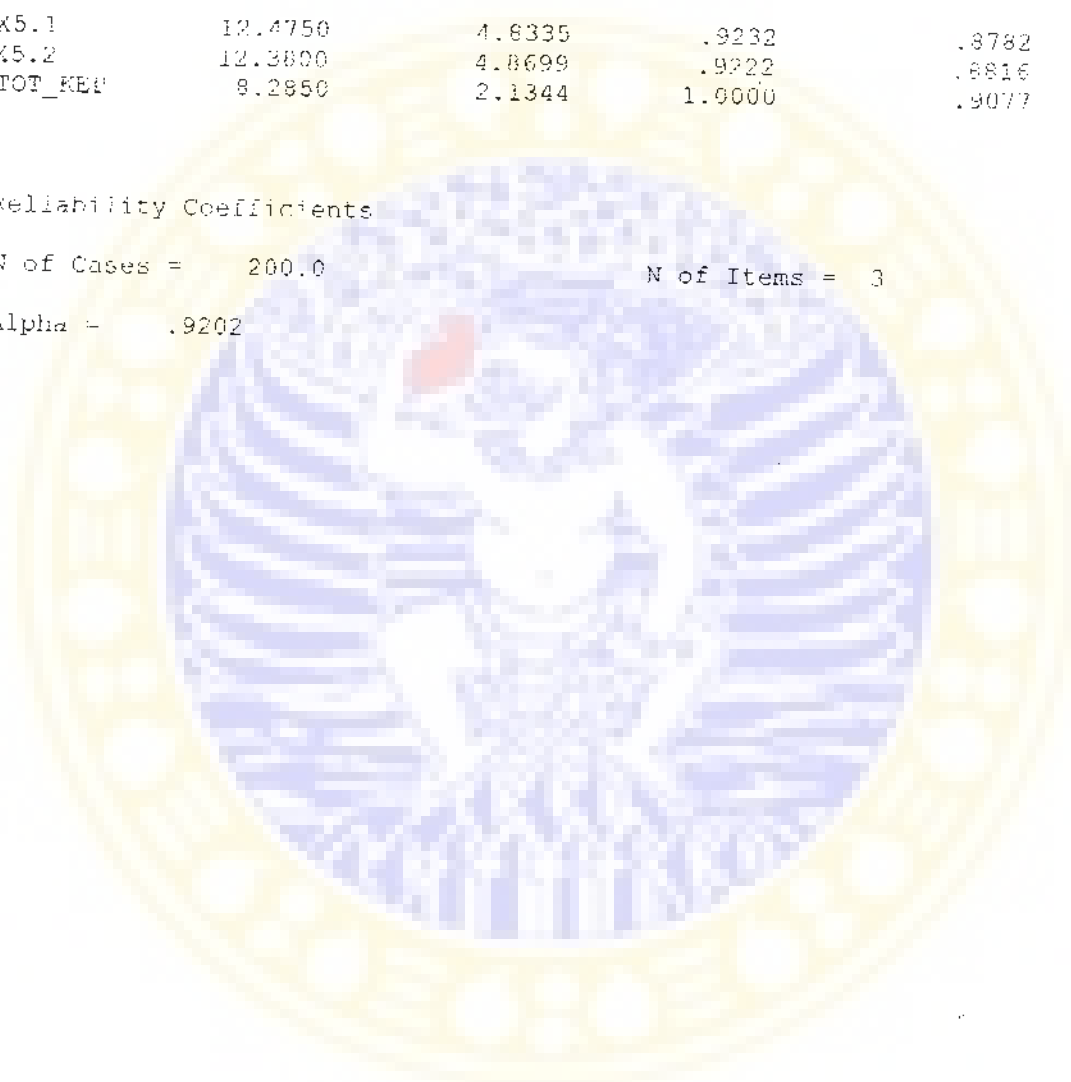 X5.1 12.4750 4.8335 .9232 .8782
X5.2 12.3800 4.8699 .9222 .8816
TOT_KEP 8.2850 2.1344 1.0000 .9077
Reliability Coefficients
N of Cases = 200.0 N of Items = 3
Alpha = .9202